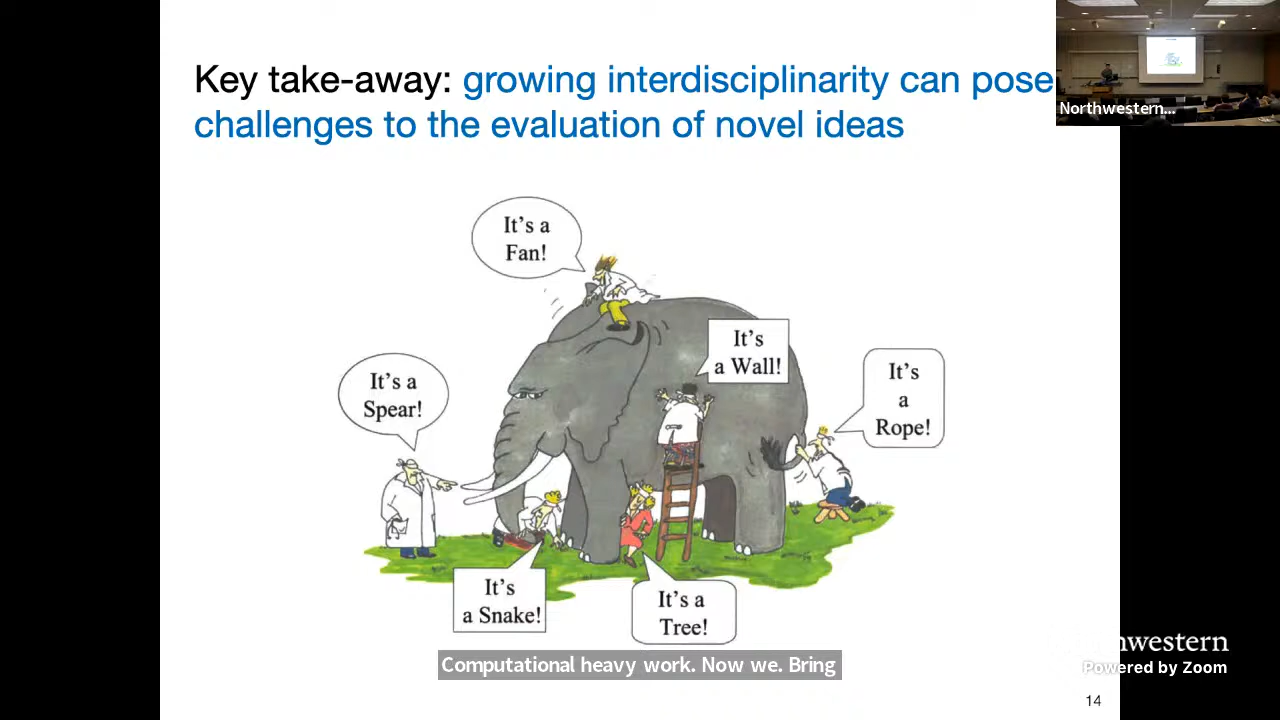 Key take-away: growing interdisciplinarity can pose
challenges to the evaluation of novel ideas
Northwestern...
It's a
Fan!
It's
a Wall!
It's a
Spear!
It's
a
Rope!
It's
a Snake!
It's a
Tree!
Computational heavy work. Now we. Bring
Powered by Zoom
14